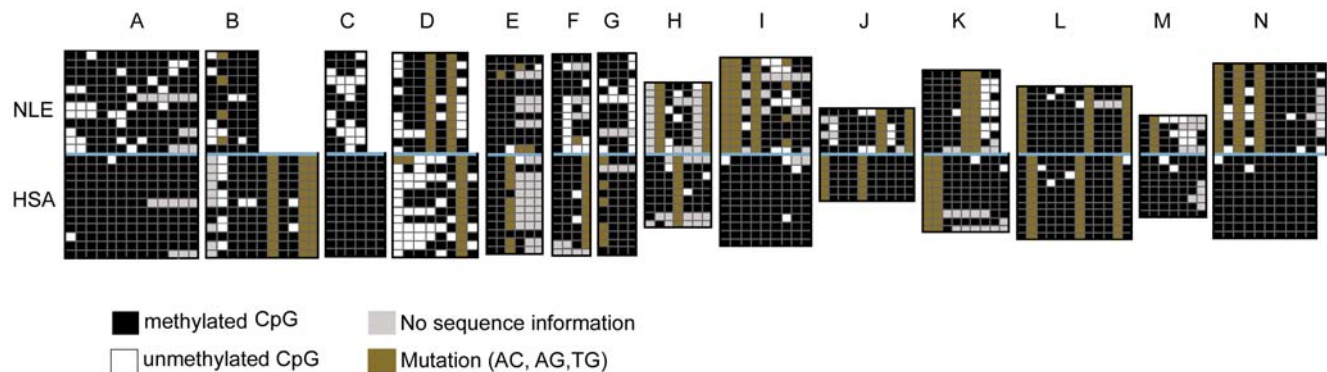 A B C D E F G H I J K L M N
NLE
HSA
methylated CpG No sequence information
unmethylated CpG Mutation (AC, AG,TG)